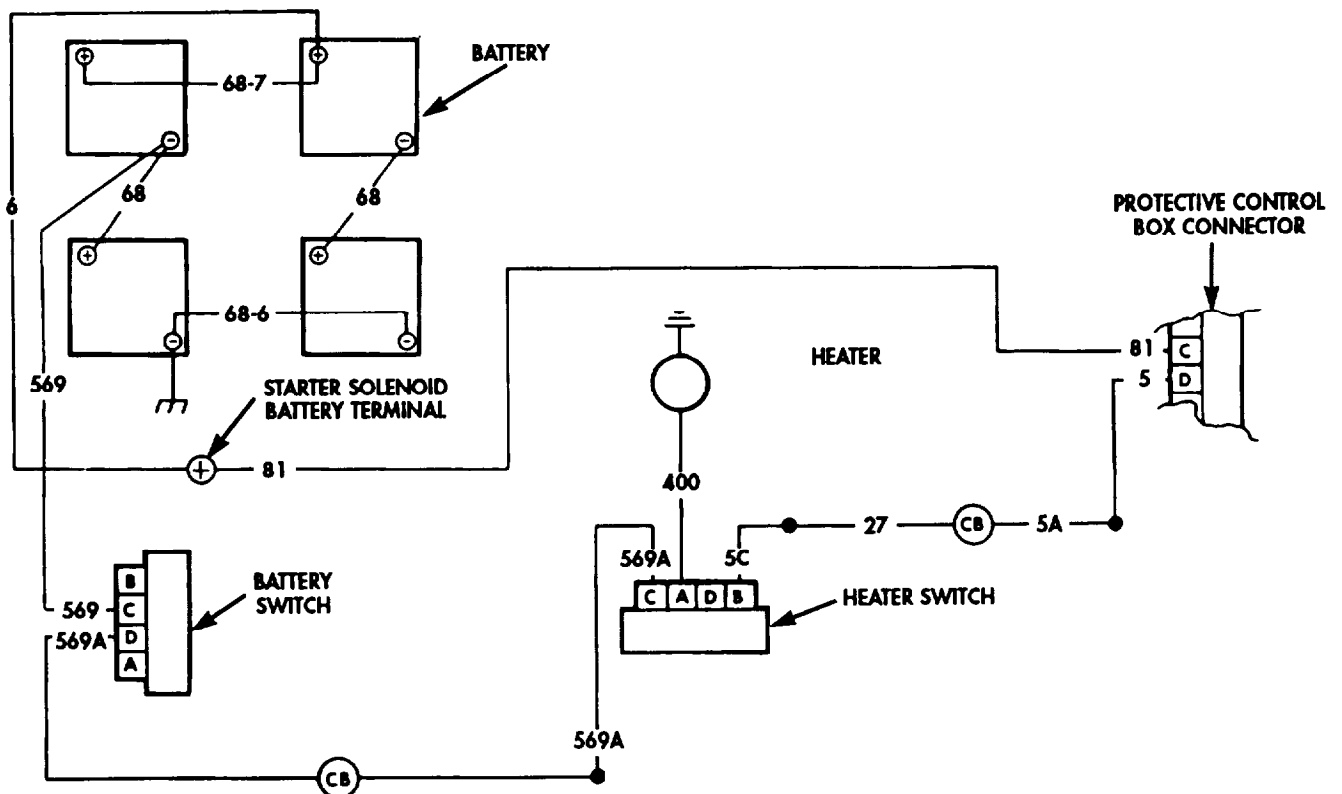 BATTERY
68-7
6
68
68
PROTECTIVE CONTROL
BOX CONNECTOR
68-6
HEATER
81
C
5
D
569
STARTER SOLENOID
BATTERY TERMINAL
81
400
27
CB
5A
569A
5C
B
BATTERY
SWITCH
C
A
D
B
HEATER SWITCH
569
C
569A
D
A
569A
CB